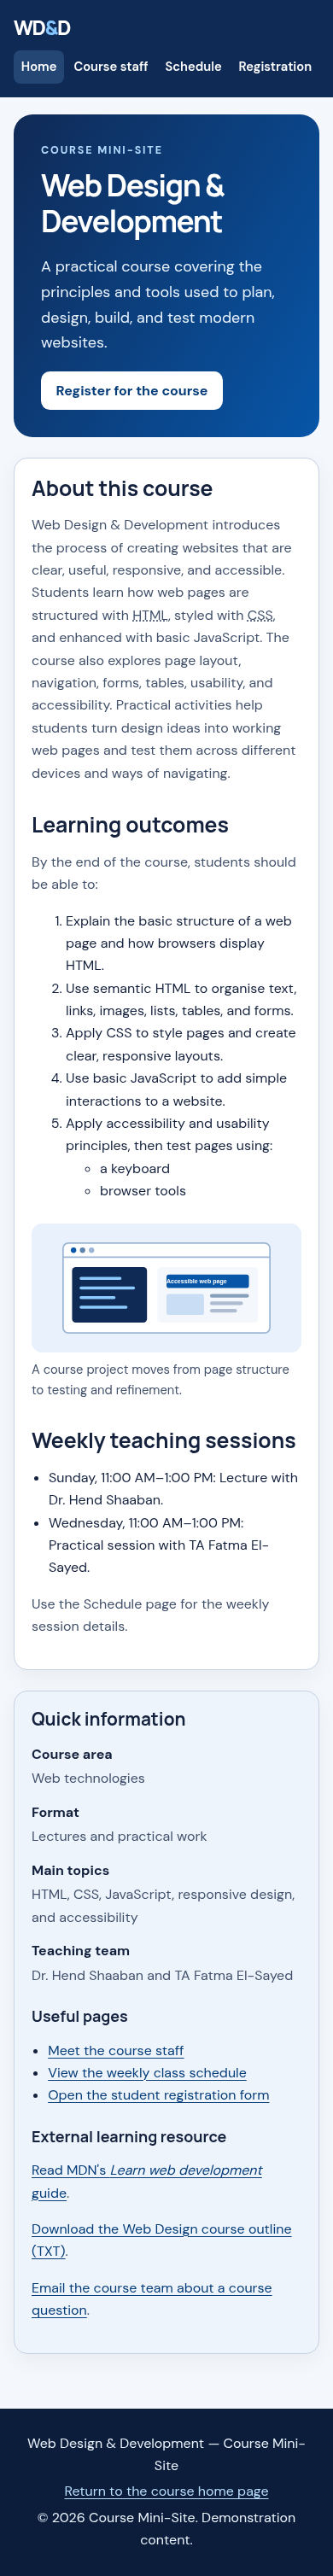 WD&D
Home Course staff Schedule Registration
COURSE MINI-SITE
Web Design &
Development
A practical course covering the
principles and tools used to plan,
design, build, and test modern
websites.
Register for the course
About this course
Web Design & Development introduces
the process of creating websites that are
clear, useful, responsive, and accessible.
Students learn how web pages are
structured with HTML, styled with CSS,
and enhanced with basic JavaScript. The
course also explores page layout,
navigation, forms, tables, usability, and
accessibility. Practical activities help
students turn design ideas into working
web pages and test them across different
devices and ways of navigating.
Learning outcomes
By the end of the course, students should
be able to:
1. Explain the basic structure of a web
page and how browsers display
HTML.
2. Use semantic HTML to organise text,
links, images, lists, tables, and forms.
3. Apply CSS to style pages and create
clear, responsive layouts.
4. Use basic JavaScript to add simple
interactions to a website.
5. Apply accessibility and usability
principles, then test pages using:
◦ a keyboard
◦ browser tools
Accessible web page
A course project moves from page structure
to testing and refinement.
Weekly teaching sessions
• Sunday, 11:00 AM–1:00 PM: Lecture with
Dr. Hend Shaaban.
• Wednesday, 11:00 AM–1:00 PM:
Practical session with TA Fatma El-
Sayed.
Use the Schedule page for the weekly
session details.
Quick information
Course area
Web technologies
Format
Lectures and practical work
Main topics
HTML, CSS, JavaScript, responsive design,
and accessibility
Teaching team
Dr. Hend Shaaban and TA Fatma El-Sayed
Useful pages
• Meet the course staff
• View the weekly class schedule
• Open the student registration form
External learning resource
Read MDN's Learn web development
guide.
Download the Web Design course outline
(TXT).
Email the course team about a course
question.
Web Design & Development — Course Mini-
Site
Return to the course home page
© 2026 Course Mini-Site. Demonstration
content.